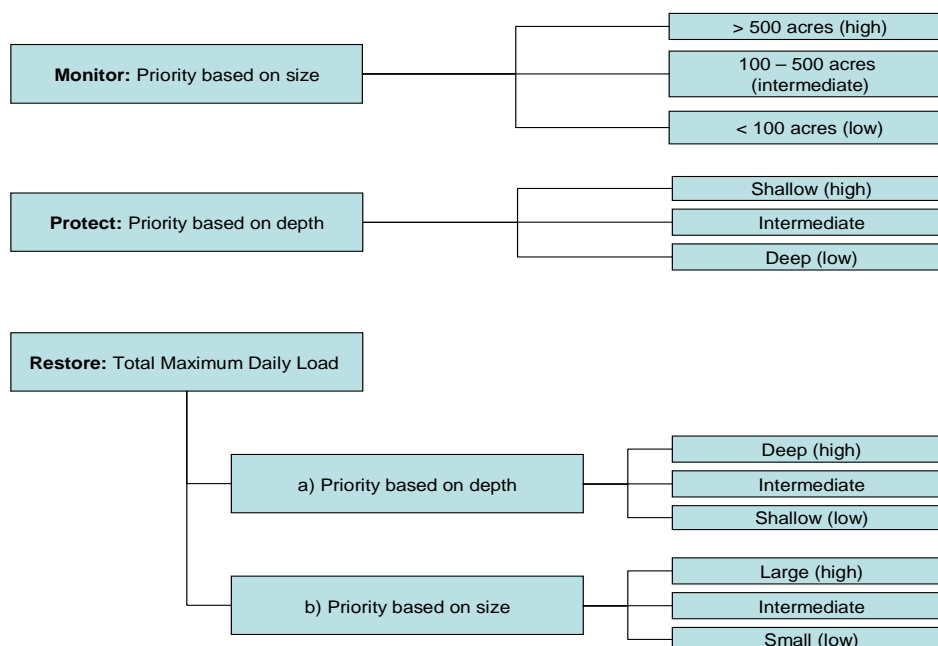 Monitor: Priority based on size
> 500 acres (high)
100 – 500 acres
(intermediate)
< 100 acres (low)
Protect: Priority based on depth
Shallow (high)
Intermediate
Deep (low)
Restore: Total Maximum Daily Load
a) Priority based on depth
Deep (high)
Intermediate
Shallow (low)
b) Priority based on size
Large (high)
Intermediate
Small (low)